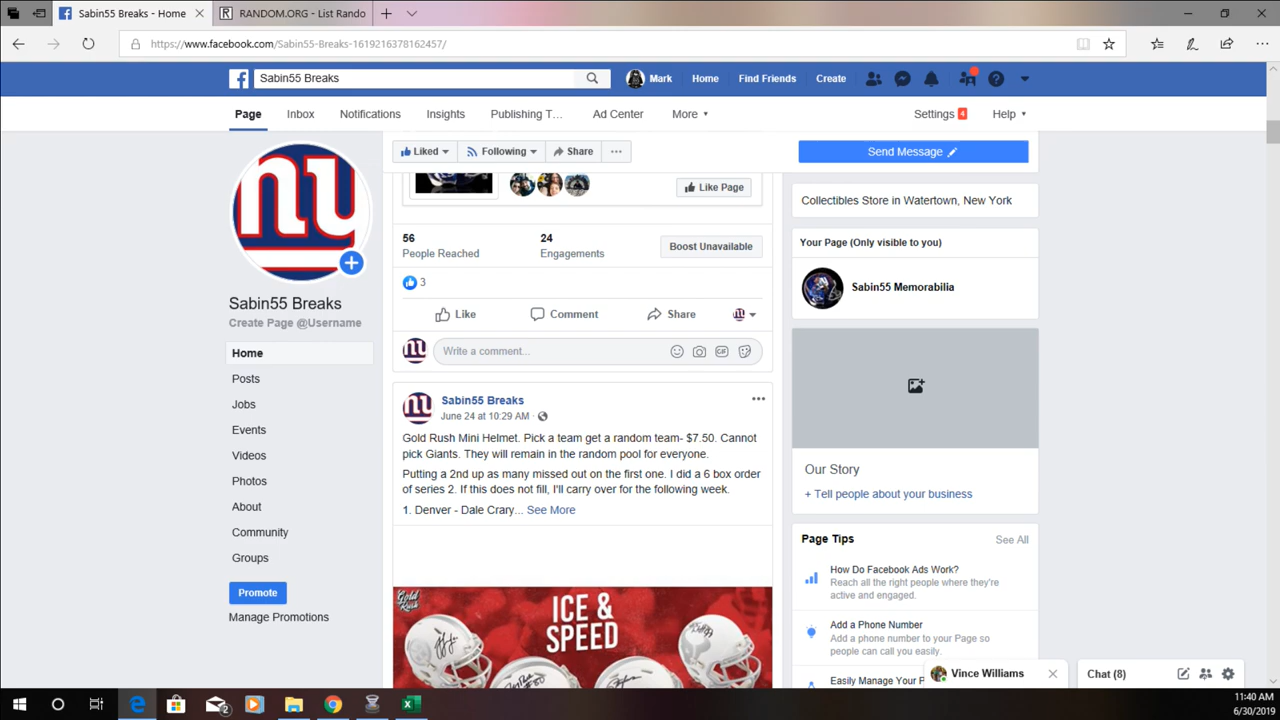 Sabin55 Breaks - Home
RANDOM.ORG - List Rando
https://www.facebook.com/Sabin55-Breaks-1619216378162457/
Sabin55 Breaks
Mark
Home
Find Friends
Create
Page
Inbox
Notifications
Insights
Publishing T...
Ad Center
More
Settings 4
Help
Liked
Following
Share
...
Send Message
ny
Sabin55 Breaks
Create Page @Username
Home
Posts
Jobs
Events
Videos
Photos
About
Community
Groups
Promote
Manage Promotions
Like Page
56
People Reached
24
Engagements
Boost Unavailable
3
Like
Comment
Share
Write a comment...
GIF
Sabin55 Breaks
June 24 at 10:29 AM ·
Gold Rush Mini Helmet. Pick a team get a random team- $7.50. Cannot
pick Giants. They will remain in the random pool for everyone.
Putting a 2nd up as many missed out on the first one. I did a 6 box order
of series 2. If this does not fill, I'll carry over for the following week.
1. Denver - Dale Crary... See More
Gold
Rush
ICE &
SPEED
Collectibles Store in Watertown, New York
Your Page (Only visible to you)
Sabin55 Memorabilia
Our Story
+ Tell people about your business
Page Tips
See All
How Do Facebook Ads Work?
Reach all the right people where they're
active and engaged.
Add a Phone Number
Add a phone number to your Page so
people can call you easily.
Easily Manage Your P
Vince Williams
Chat (8)
2
11:40 AM
6/30/2019